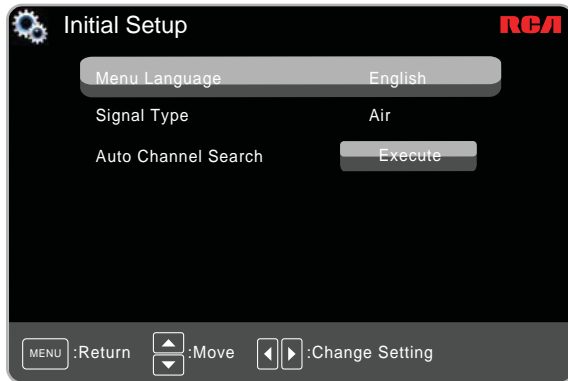 Initial Setup RCA
Menu Language English
Signal Type Air
Auto Channel Search Execute
MENU :Return :Move :Change Setting